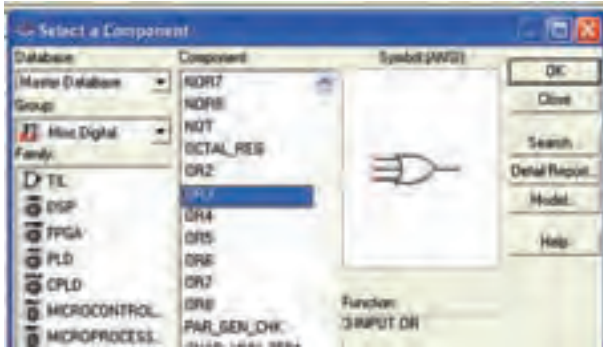 Select a Component
Database:
Master Database
Group:
Misc Digital
Family:
TIL
DSP
FPGA
PLD
CPLD
MICROCONTROL..
MICROPROCESS..
Component:
NOR7
NOR8
NOT
OCTAL_REG
OR2
OR3
OR4
OR5
OR6
OR7
OR8
PAR_GEN_CHK
Symbol (ANSI)
Function:
3-INPUT OR
OK
Close
Search...
Detail Report...
Model...
Help